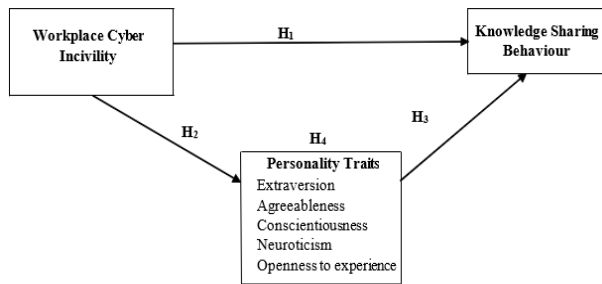 Workplace Cyber
Incivility
H₁
Knowledge Sharing
Behaviour
H₂
H₄
H₃
Personality Traits
Extraversion
Agreeableness
Conscientiousness
Neuroticism
Openness to experience